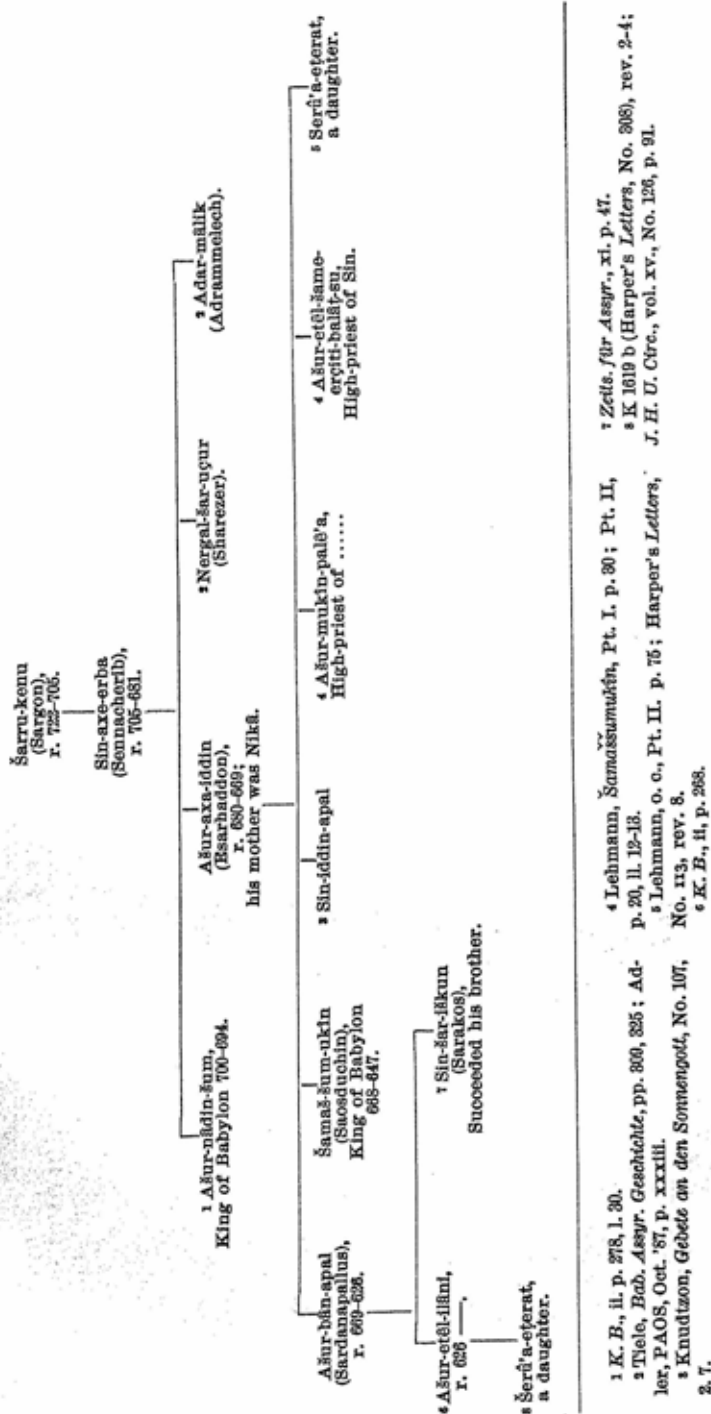 Šarru-kenu
(Sargon),
r. 722–705.
Sin-axe-erba
(Sennacherib),
r. 705–681.
1 Ašur-nâdin-šum,
King of Babylon 700–694.
Ašur-axa-iddin
(Esarhaddon),
r. 680–669;
his mother was Nikâ.
2 Nergal-šar-uçur
(Sharezer).
2 Adar-mâlik
(Adrammelech).
Ašur-bân-apal
(Sardanapallus),
r. 669–626.
Šamaš-šum-ukîn
(Saosduchin),
King of Babylon
668–647.
3 Sin-iddin-apal
4 Ašur-mukîn-palê'a,
High-priest of ......
4 Ašur-etêl-šame-
erçiti-balâṭ-su,
High-priest of Sin.
5 Šerû'a-eṭerat,
a daughter.
6 Ašur-etêl-ilâni,
r. 626 ——.
7 Sin-šar-iškun
(Sarakos),
Succeeded his brother.
8 Šerû'a-eṭerat,
a daughter.
1 K. B., ii. p. 278, l. 30.
2 Tiele, Bab. Assyr. Geschichte, pp. 309, 325; Ad-
ler, PAOS, Oct. '87, p. xxxiii.
3 Knudtzon, Gebete an den Sonnengott, No. 107,
2. 7.
4 Lehmann, Šamaššumukîn, Pt. I. p. 30; Pt. II,
p. 20, ll. 12–13.
5 Lehmann, o. c., Pt. II. p. 75; Harper's Letters,
No. 113, rev. 8.
6 K. B., ii, p. 268.
7 Zeits. für Assyr., xi. p. 47.
8 K 1619 b (Harper's Letters, No. 308), rev. 2–4;
J. H. U. Circ., vol. xv., No. 126, p. 91.